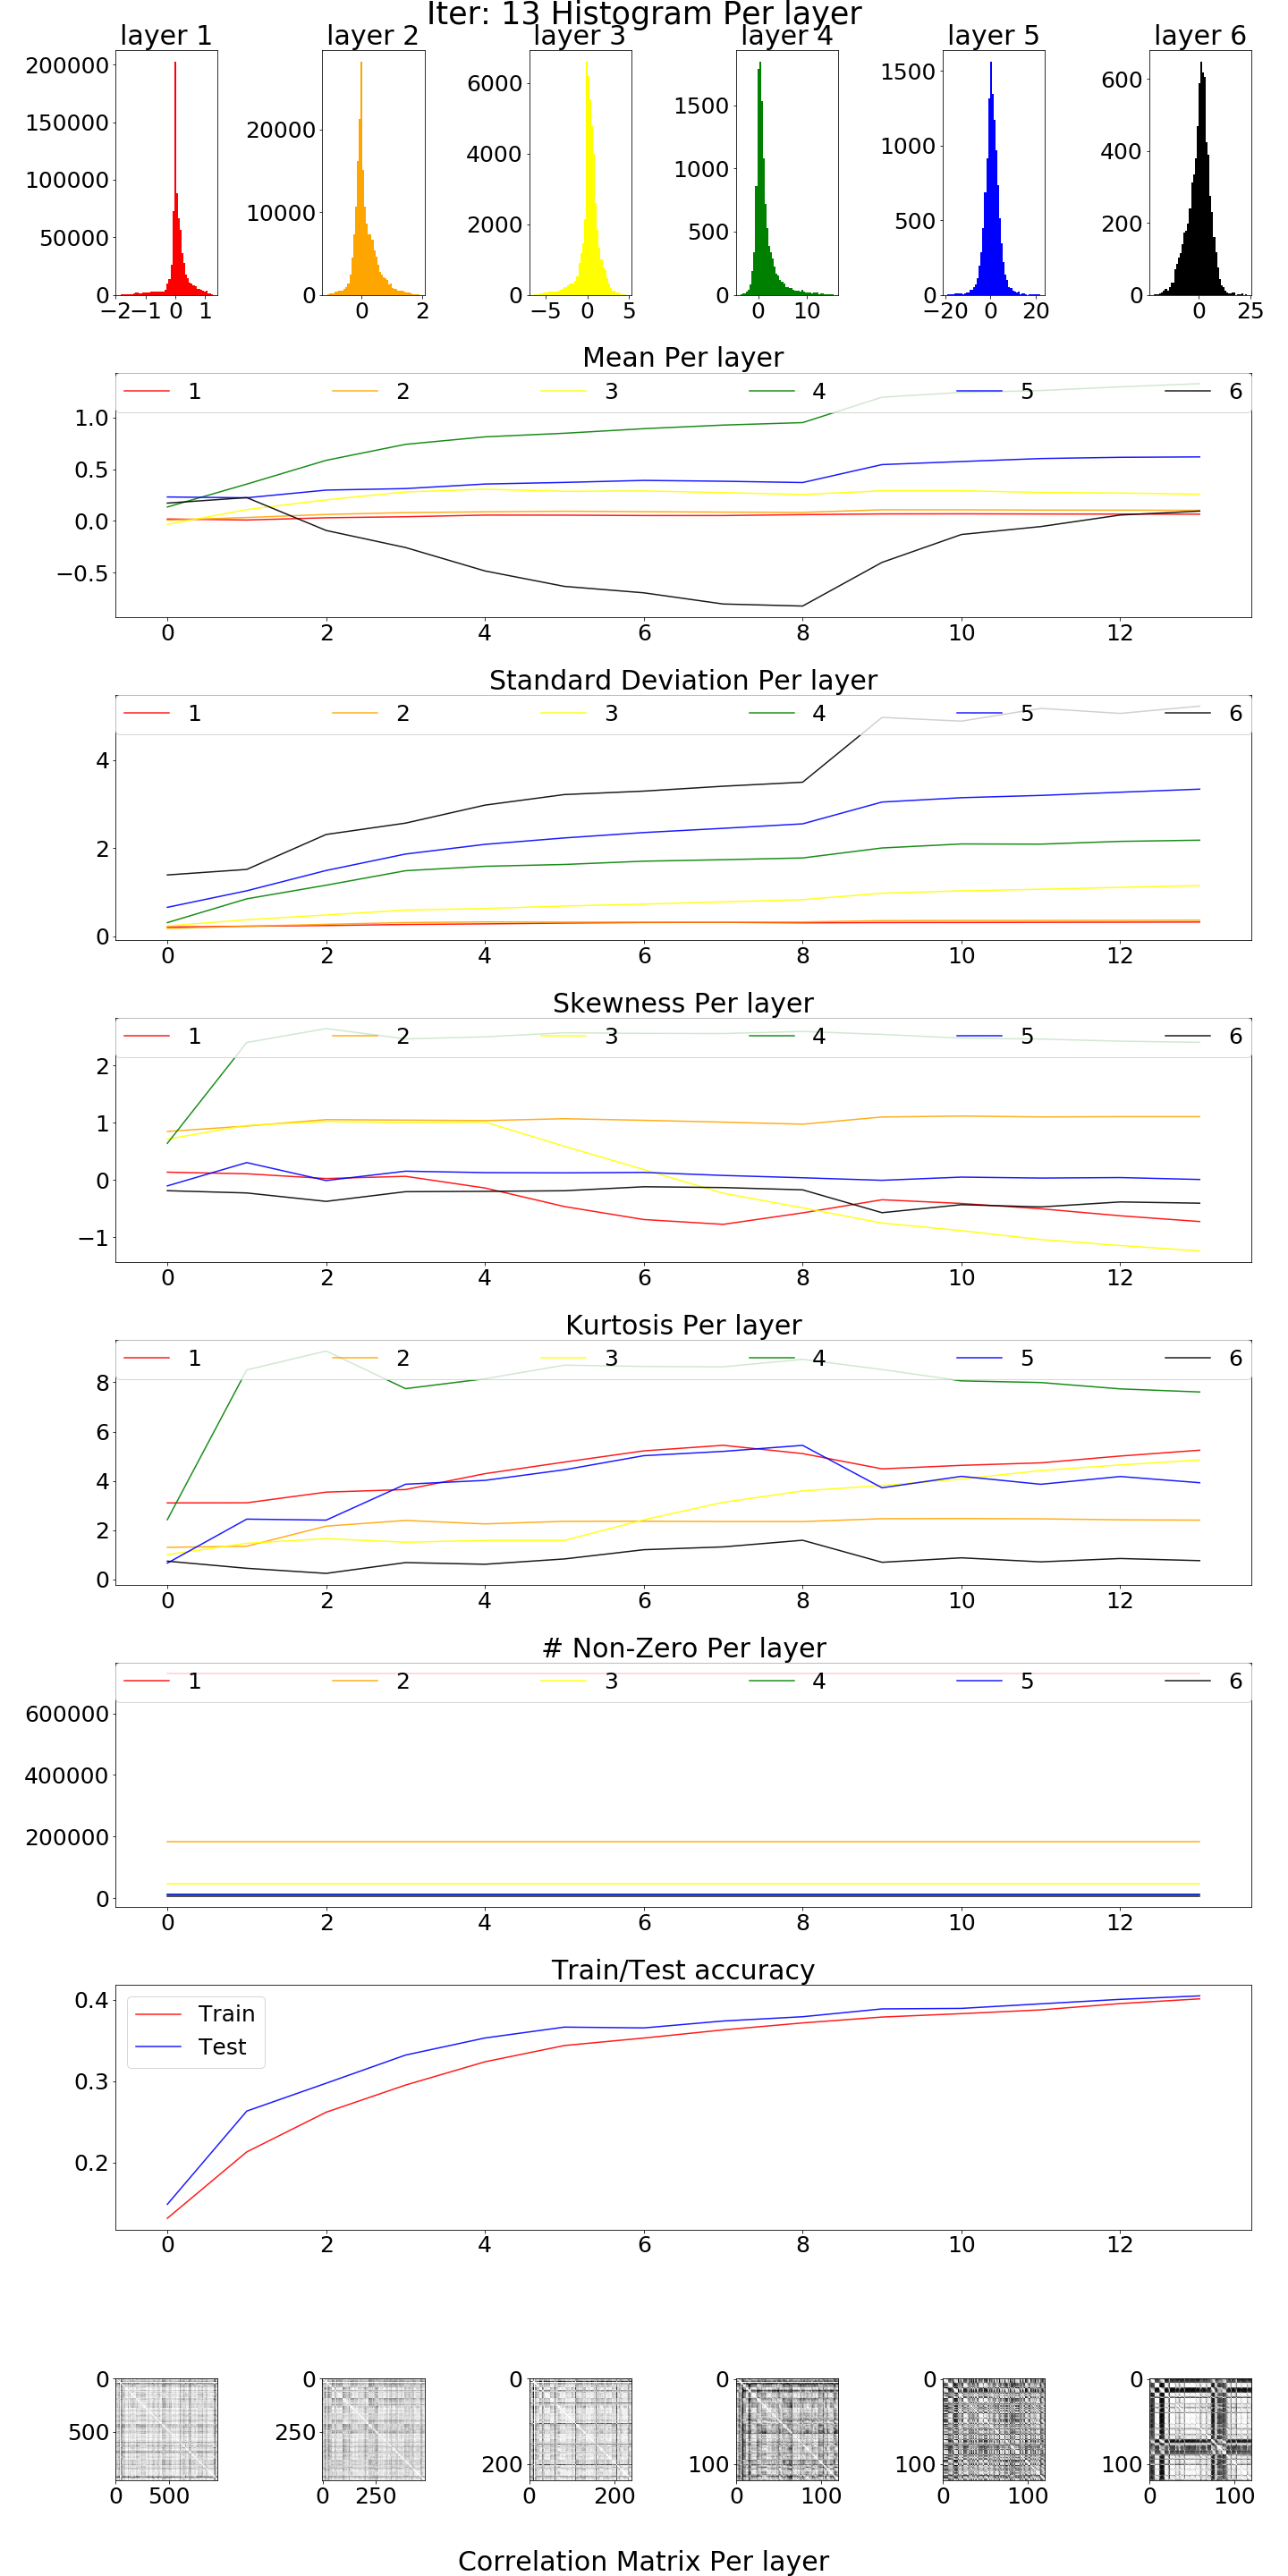 Iter: 13 Histogram Per layer
layer 1 layer 2 layer 3 layer 4 layer 5 layer 6
200000
150000
100000
50000
0
−2 −1 0 1
20000
10000
0
0 2
6000
4000
2000
0
−5 0 5
1500
1000
500
0
0 10
1500
1000
500
0
−20 0 20
600
400
200
0
0 25
Mean Per layer
1 2 3 4 5 6
1.0
0.5
0.0
−0.5
0 2 4 6 8 10 12
Standard Deviation Per layer
1 2 3 4 5 6
4
2
0
0 2 4 6 8 10 12
Skewness Per layer
1 2 3 4 5 6
2
1
0
−1
0 2 4 6 8 10 12
Kurtosis Per layer
1 2 3 4 5 6
8
6
4
2
0
0 2 4 6 8 10 12
# Non-Zero Per layer
1 2 3 4 5 6
600000
400000
200000
0
0 2 4 6 8 10 12
Train/Test accuracy
Train
Test
0.4
0.3
0.2
0 2 4 6 8 10 12
0
500
0 500
0
250
0 250
0
200
0 200
0
100
0 100
0
100
0 100
0
100
0 100
Correlation Matrix Per layer